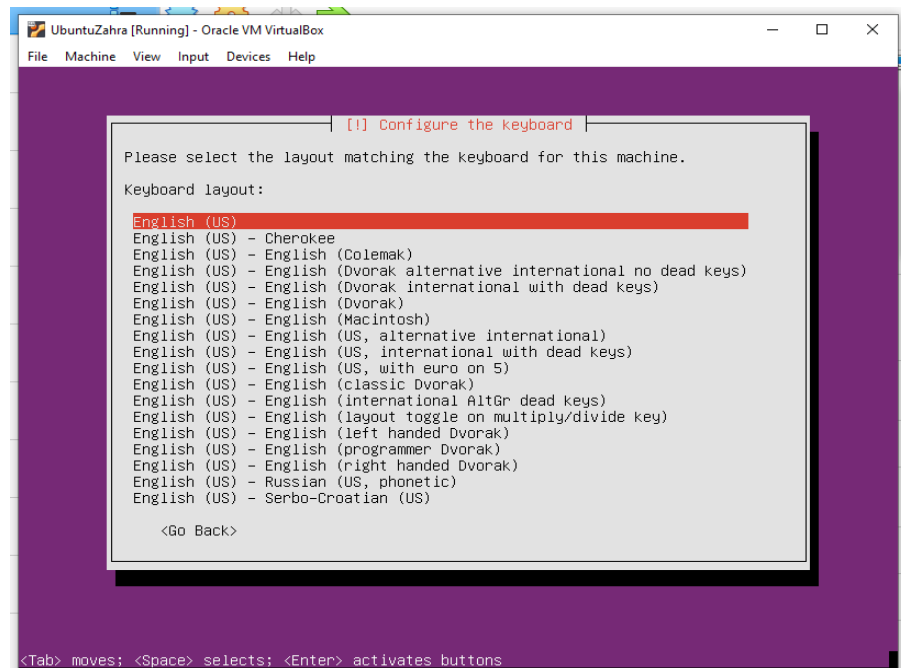 UbuntuZahra [Running] - Oracle VM VirtualBox
File Machine View Input Devices Help
[!] Configure the keyboard
Please select the layout matching the keyboard for this machine.
Keyboard layout:
English (US)
English (US) - Cherokee
English (US) - English (Colemak)
English (US) - English (Dvorak alternative international no dead keys)
English (US) - English (Dvorak international with dead keys)
English (US) - English (Dvorak)
English (US) - English (Macintosh)
English (US) - English (US, alternative international)
English (US) - English (US, international with dead keys)
English (US) - English (US, with euro on 5)
English (US) - English (classic Dvorak)
English (US) - English (international AltGr dead keys)
English (US) - English (layout toggle on multiply/divide key)
English (US) - English (left handed Dvorak)
English (US) - English (programmer Dvorak)
English (US) - English (right handed Dvorak)
English (US) - Russian (US, phonetic)
English (US) - Serbo-Croatian (US)
<Go Back>
<Tab> moves; <Space> selects; <Enter> activates buttons